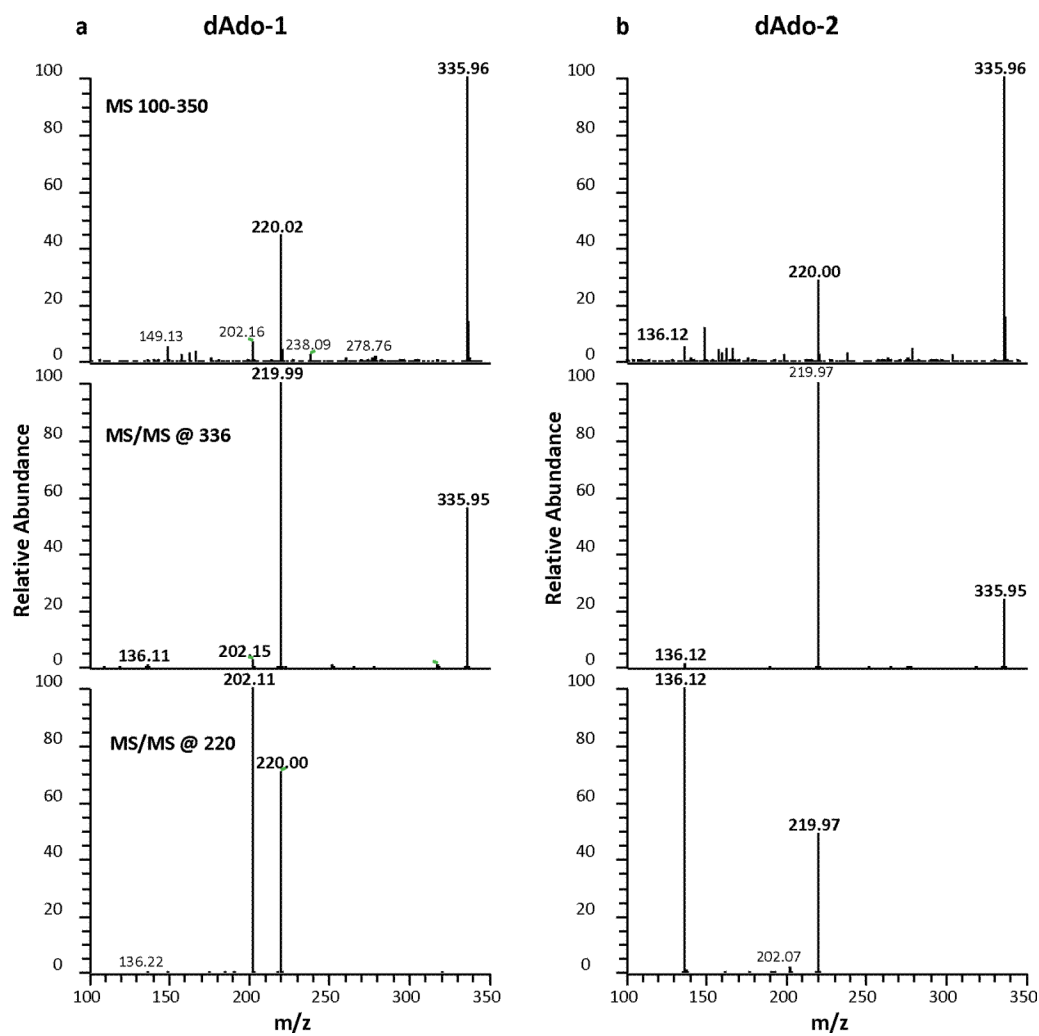 a dAdo-1 b dAdo-2
100 335.96 100 335.96
MS 100-350
80 80
60 60
220.02
40 40
220.00
20 20
149.13 202.16 238.09 278.76 136.12
0 0
100 219.99 219.97
80 80
MS/MS @ 336
60 60
335.95
40 40
335.95
20 20
136.11 202.15 136.12
0 0
100 202.11 100 136.12
80 80
MS/MS @ 220
220.00
60 60
219.97
40 40
20 20
136.22 202.07
0 0
100 150 200 250 300 350 100 150 200 250 300 350
m/z m/z
Relative Abundance
Relative Abundance